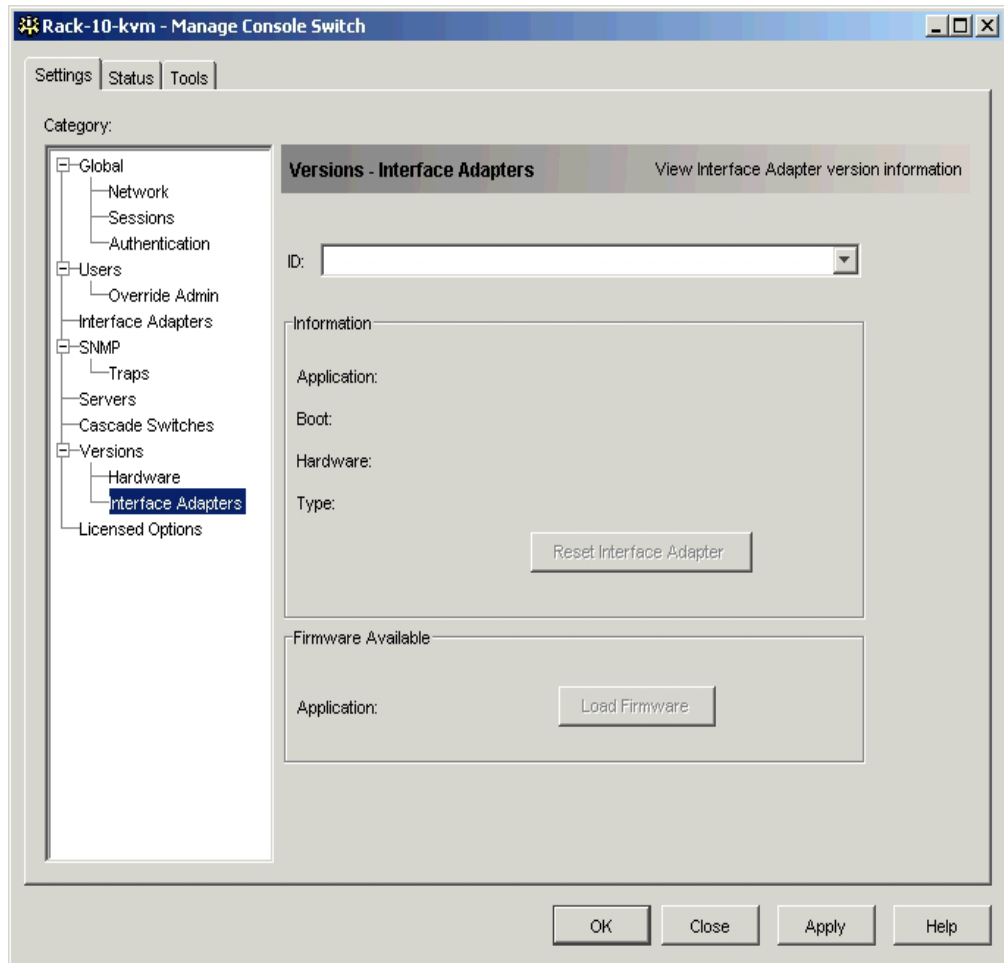 Rack-10-kvm - Manage Console Switch
Settings Status Tools
Category:
Global
Network
Sessions
Authentication
Users
Override Admin
Interface Adapters
SNMP
Traps
Servers
Cascade Switches
Versions
Hardware
Interface Adapters
Licensed Options
Versions - Interface Adapters View Interface Adapter version information
ID:
Information
Application:
Boot:
Hardware:
Type:
Reset Interface Adapter
Firmware Available
Application: Load Firmware
OK Close Apply Help